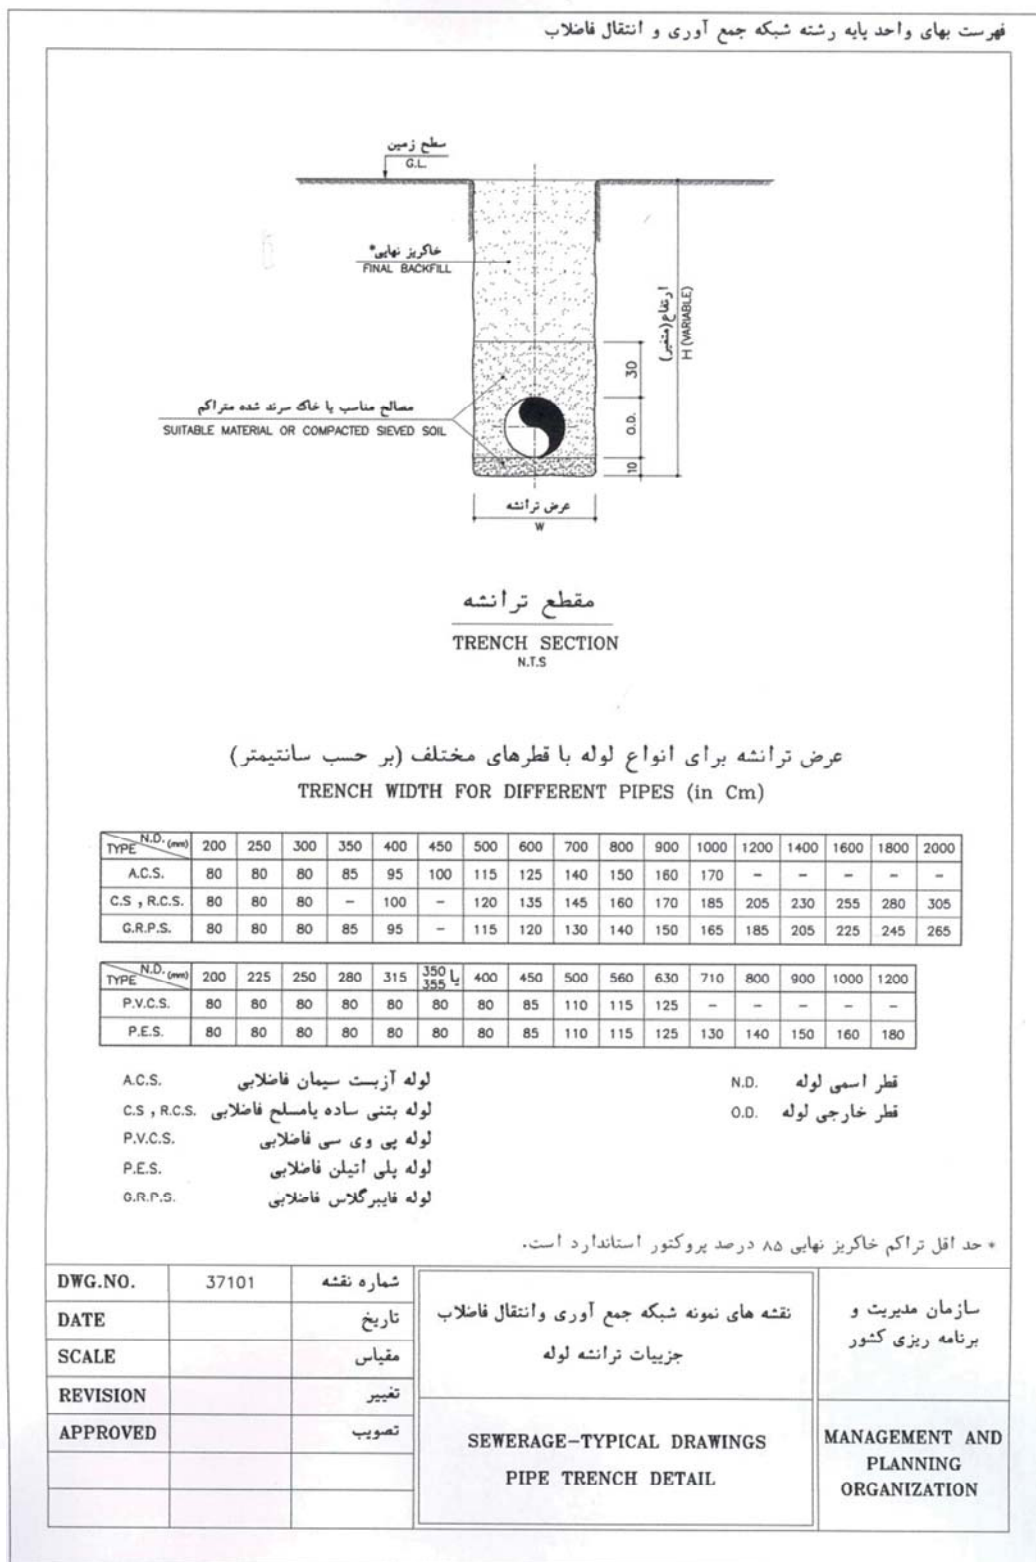 فهرست بهای واحد پایه رشته شبکه جمع آوری و انتقال فاضلاب
سطح زمین
G.L.
خاکریز نهایی*
FINAL BACKFILL
ارتفاع(متغیر)
H (VARIABLE)
30
O.D.
10
مصالح مناسب یا خاک سرند شده متراکم
SUITABLE MATERIAL OR COMPACTED SIEVED SOIL
عرض ترانشه
W
مقطع ترانشه
TRENCH SECTION
N.T.S
عرض ترانشه برای انواع لوله با قطرهای مختلف (بر حسب سانتیمتر)
TRENCH WIDTH FOR DIFFERENT PIPES (in Cm)
TYPE N.D. (mm) 200 250 300 350 400 450 500 600 700 800 900 1000 1200 1400 1600 1800 2000
A.C.S. 80 80 80 85 95 100 115 125 140 150 160 170 - - - - -
C.S , R.C.S. 80 80 80 - 100 - 120 135 145 160 170 185 205 230 255 280 305
G.R.P.S. 80 80 80 85 95 - 115 120 130 140 150 165 185 205 225 245 265
TYPE N.D. (mm) 200 225 250 280 315 350 یا 355 400 450 500 560 630 710 800 900 1000 1200
P.V.C.S. 80 80 80 80 80 80 80 85 110 115 125 - - - - -
P.E.S. 80 80 80 80 80 80 80 85 110 115 125 130 140 150 160 180
A.C.S. لوله آزبست سیمان فاضلابی
C.S , R.C.S. لوله بتنی ساده یامسلح فاضلابی
P.V.C.S. لوله پی وی سی فاضلابی
P.E.S. لوله پلی اتیلن فاضلابی
G.R.P.S. لوله فایبرگلاس فاضلابی
N.D. قطر اسمی لوله
O.D. قطر خارجی لوله
* حد اقل تراکم خاکریز نهایی ۸۵ درصد پروکتور استاندارد است.
DWG.NO. 37101 شماره نقشه
DATE تاریخ
SCALE مقیاس
REVISION تغییر
APPROVED تصویب
نقشه های نمونه شبکه جمع آوری وانتقال فاضلاب
جزییات ترانشه لوله
SEWERAGE-TYPICAL DRAWINGS
PIPE TRENCH DETAIL
سازمان مدیریت و
برنامه ریزی کشور
MANAGEMENT AND
PLANNING
ORGANIZATION